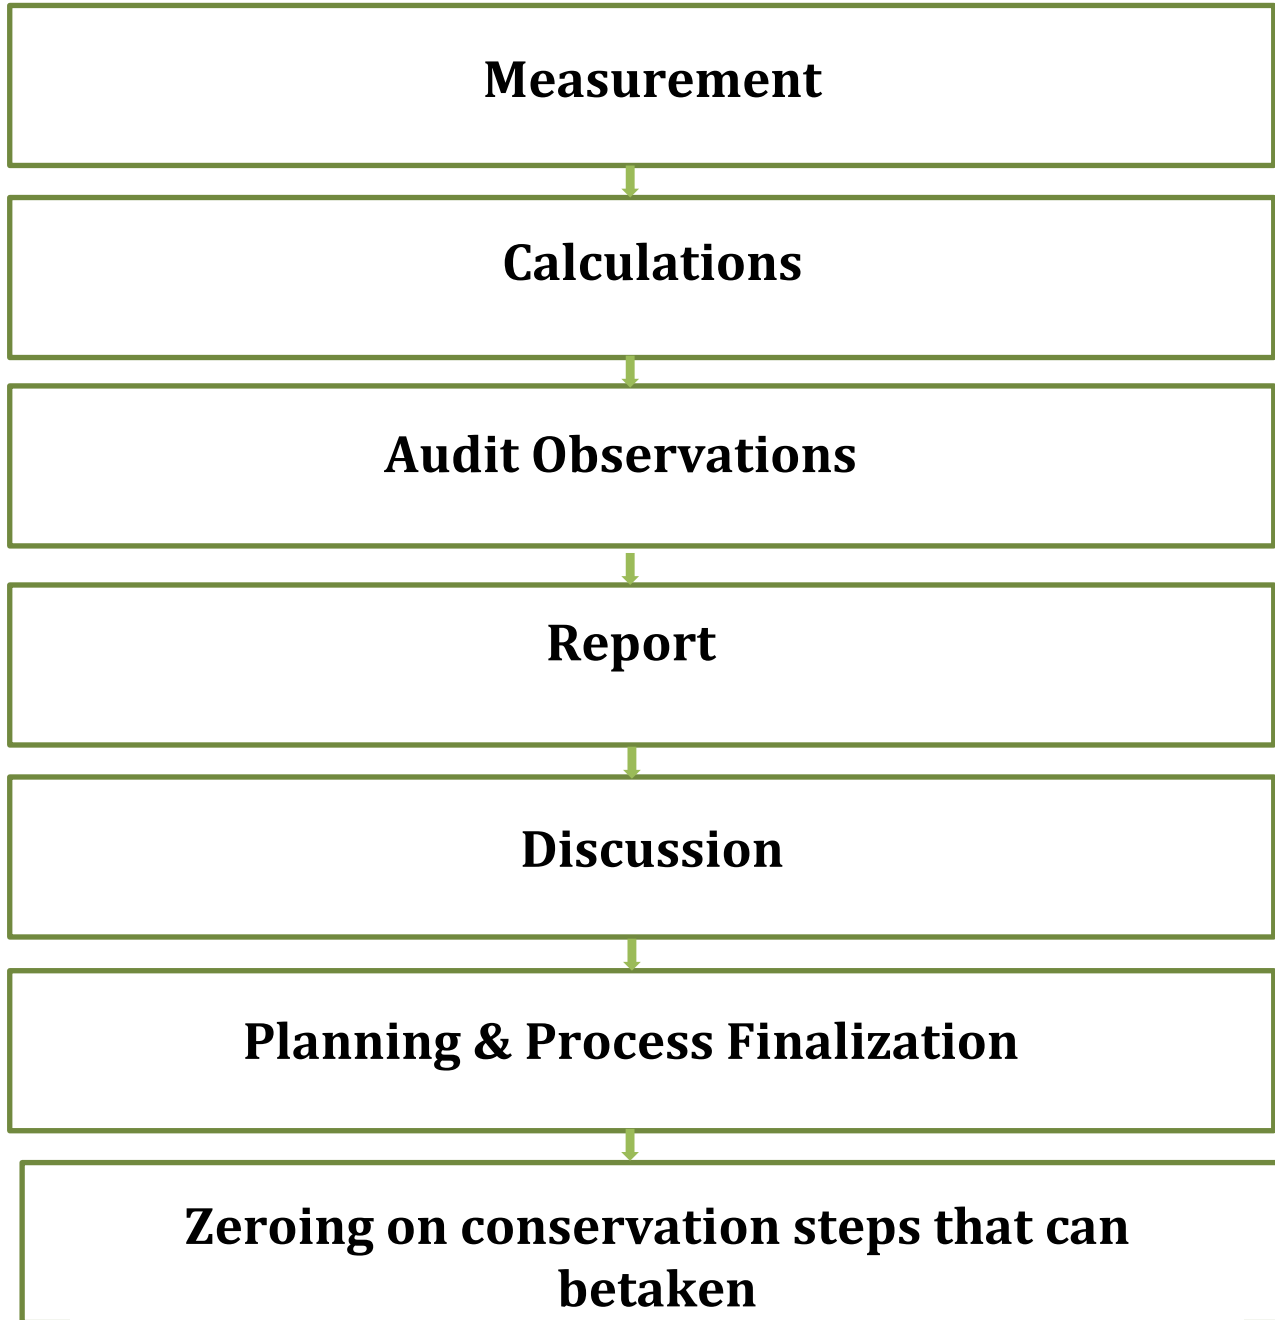 Measurement
Calculations
Audit Observations
Report
Discussion
Planning & Process Finalization
Zeroing on conservation steps that can
betaken